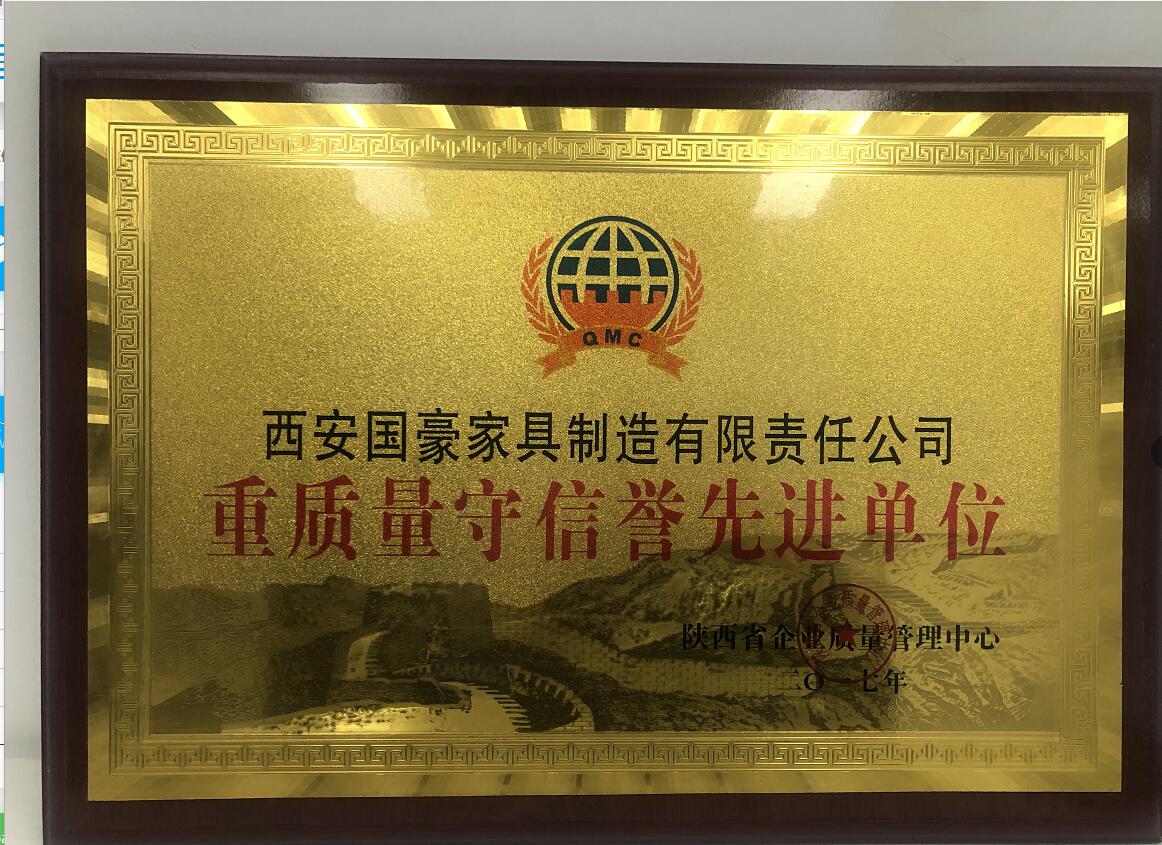 QMC
西安国豪家具制造有限责任公司
重质量守信誉先进单位
陕西省企业质量管理中心
二〇一七年